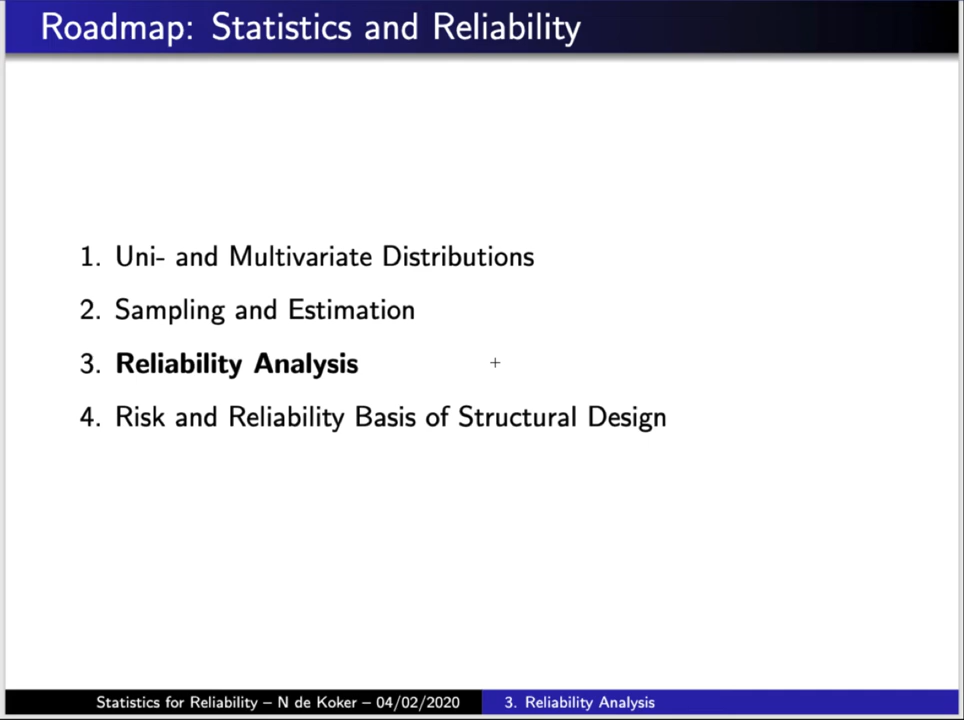 Roadmap: Statistics and Reliability
1. Uni- and Multivariate Distributions
2. Sampling and Estimation
3. Reliability Analysis
4. Risk and Reliability Basis of Structural Design
Statistics for Reliability – N de Koker – 04/02/2020
3. Reliability Analysis